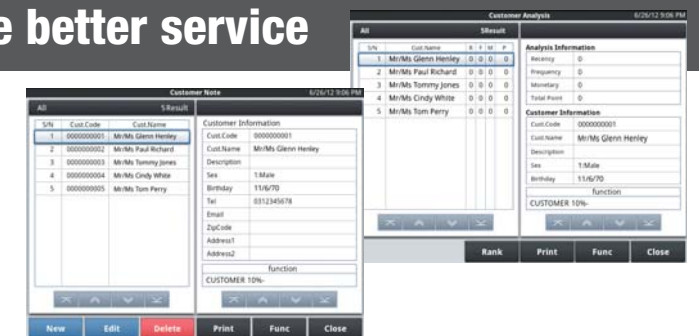 e better service
Customer Note 6/26/12 9:06 PM
All 5 Result
S/N Cust.Code Cust.Name
1 0000000001 Mr/Ms Glenn Henley
2 0000000002 Mr/Ms Paul Richard
3 0000000003 Mr/Ms Tommy Jones
4 0000000004 Mr/Ms Cindy White
5 0000000005 Mr/Ms Tom Perry
Customer Information
Cust.Code 0000000001
Cust.Name Mr/Ms Glenn Henley
Description
Sex 1:Male
Birthday 11/6/70
Tel 0312345678
Email
ZipCode
Address1
Address2
function
CUSTOMER 10%-
New Edit Delete Print Func Close
Customer Analysis 6/26/12 9:06 PM
All 5Result
S/N Cust.Name R F M P
1 Mr/Ms Glenn Henley 0 0 0 0
2 Mr/Ms Paul Richard 0 0 0 0
3 Mr/Ms Tommy Jones 0 0 0 0
4 Mr/Ms Cindy White 0 0 0 0
5 Mr/Ms Tom Perry 0 0 0 0
Analysis Information
Recency 0
Frequency 0
Monetary 0
Total Point 0
Customer Information
Cust.Code 0000000001
Cust.Name Mr/Ms Glenn Henley
Description
Sex 1:Male
Birthday 11/6/70
function
CUSTOMER 10%-
Rank Print Func Close